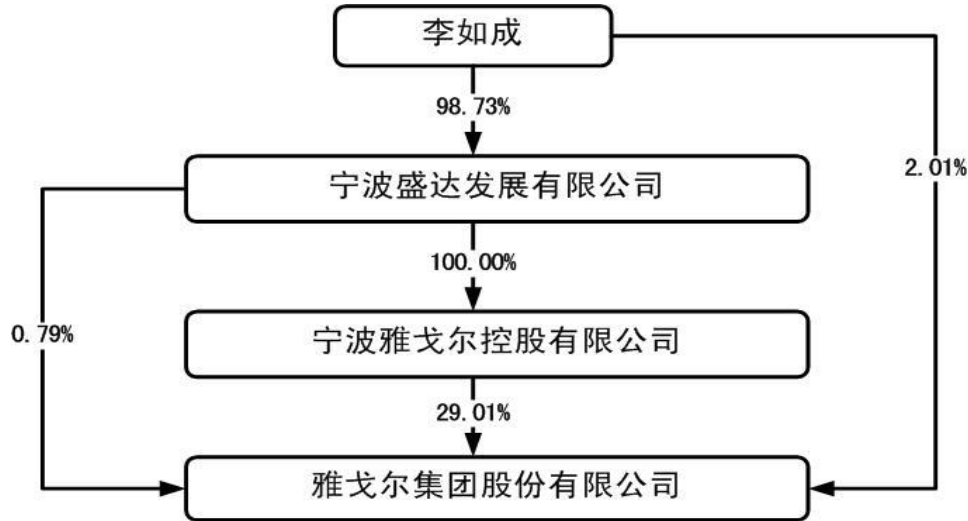 李如成
98.73%
2.01%
宁波盛达发展有限公司
100.00%
0.79%
宁波雅戈尔控股有限公司
29.01%
雅戈尔集团股份有限公司